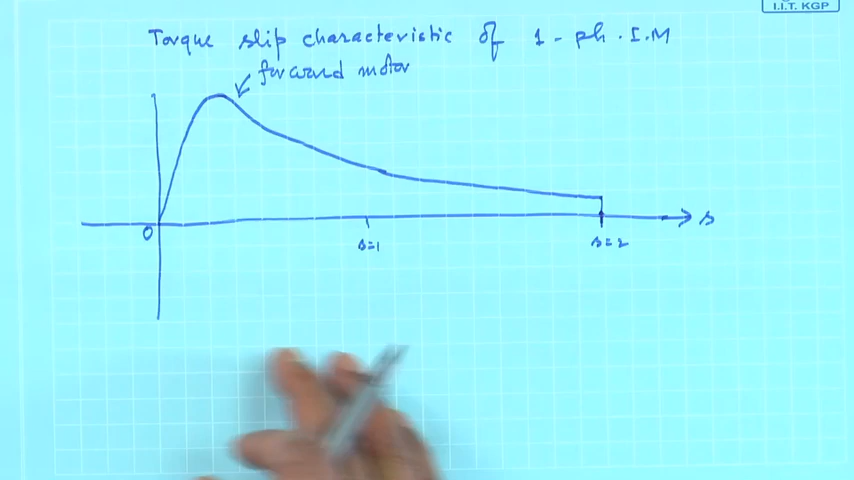 I.I.T. KGP
Torque slip characteristic of 1-ph. I.M
forward motor
0
s=1
s=2
s